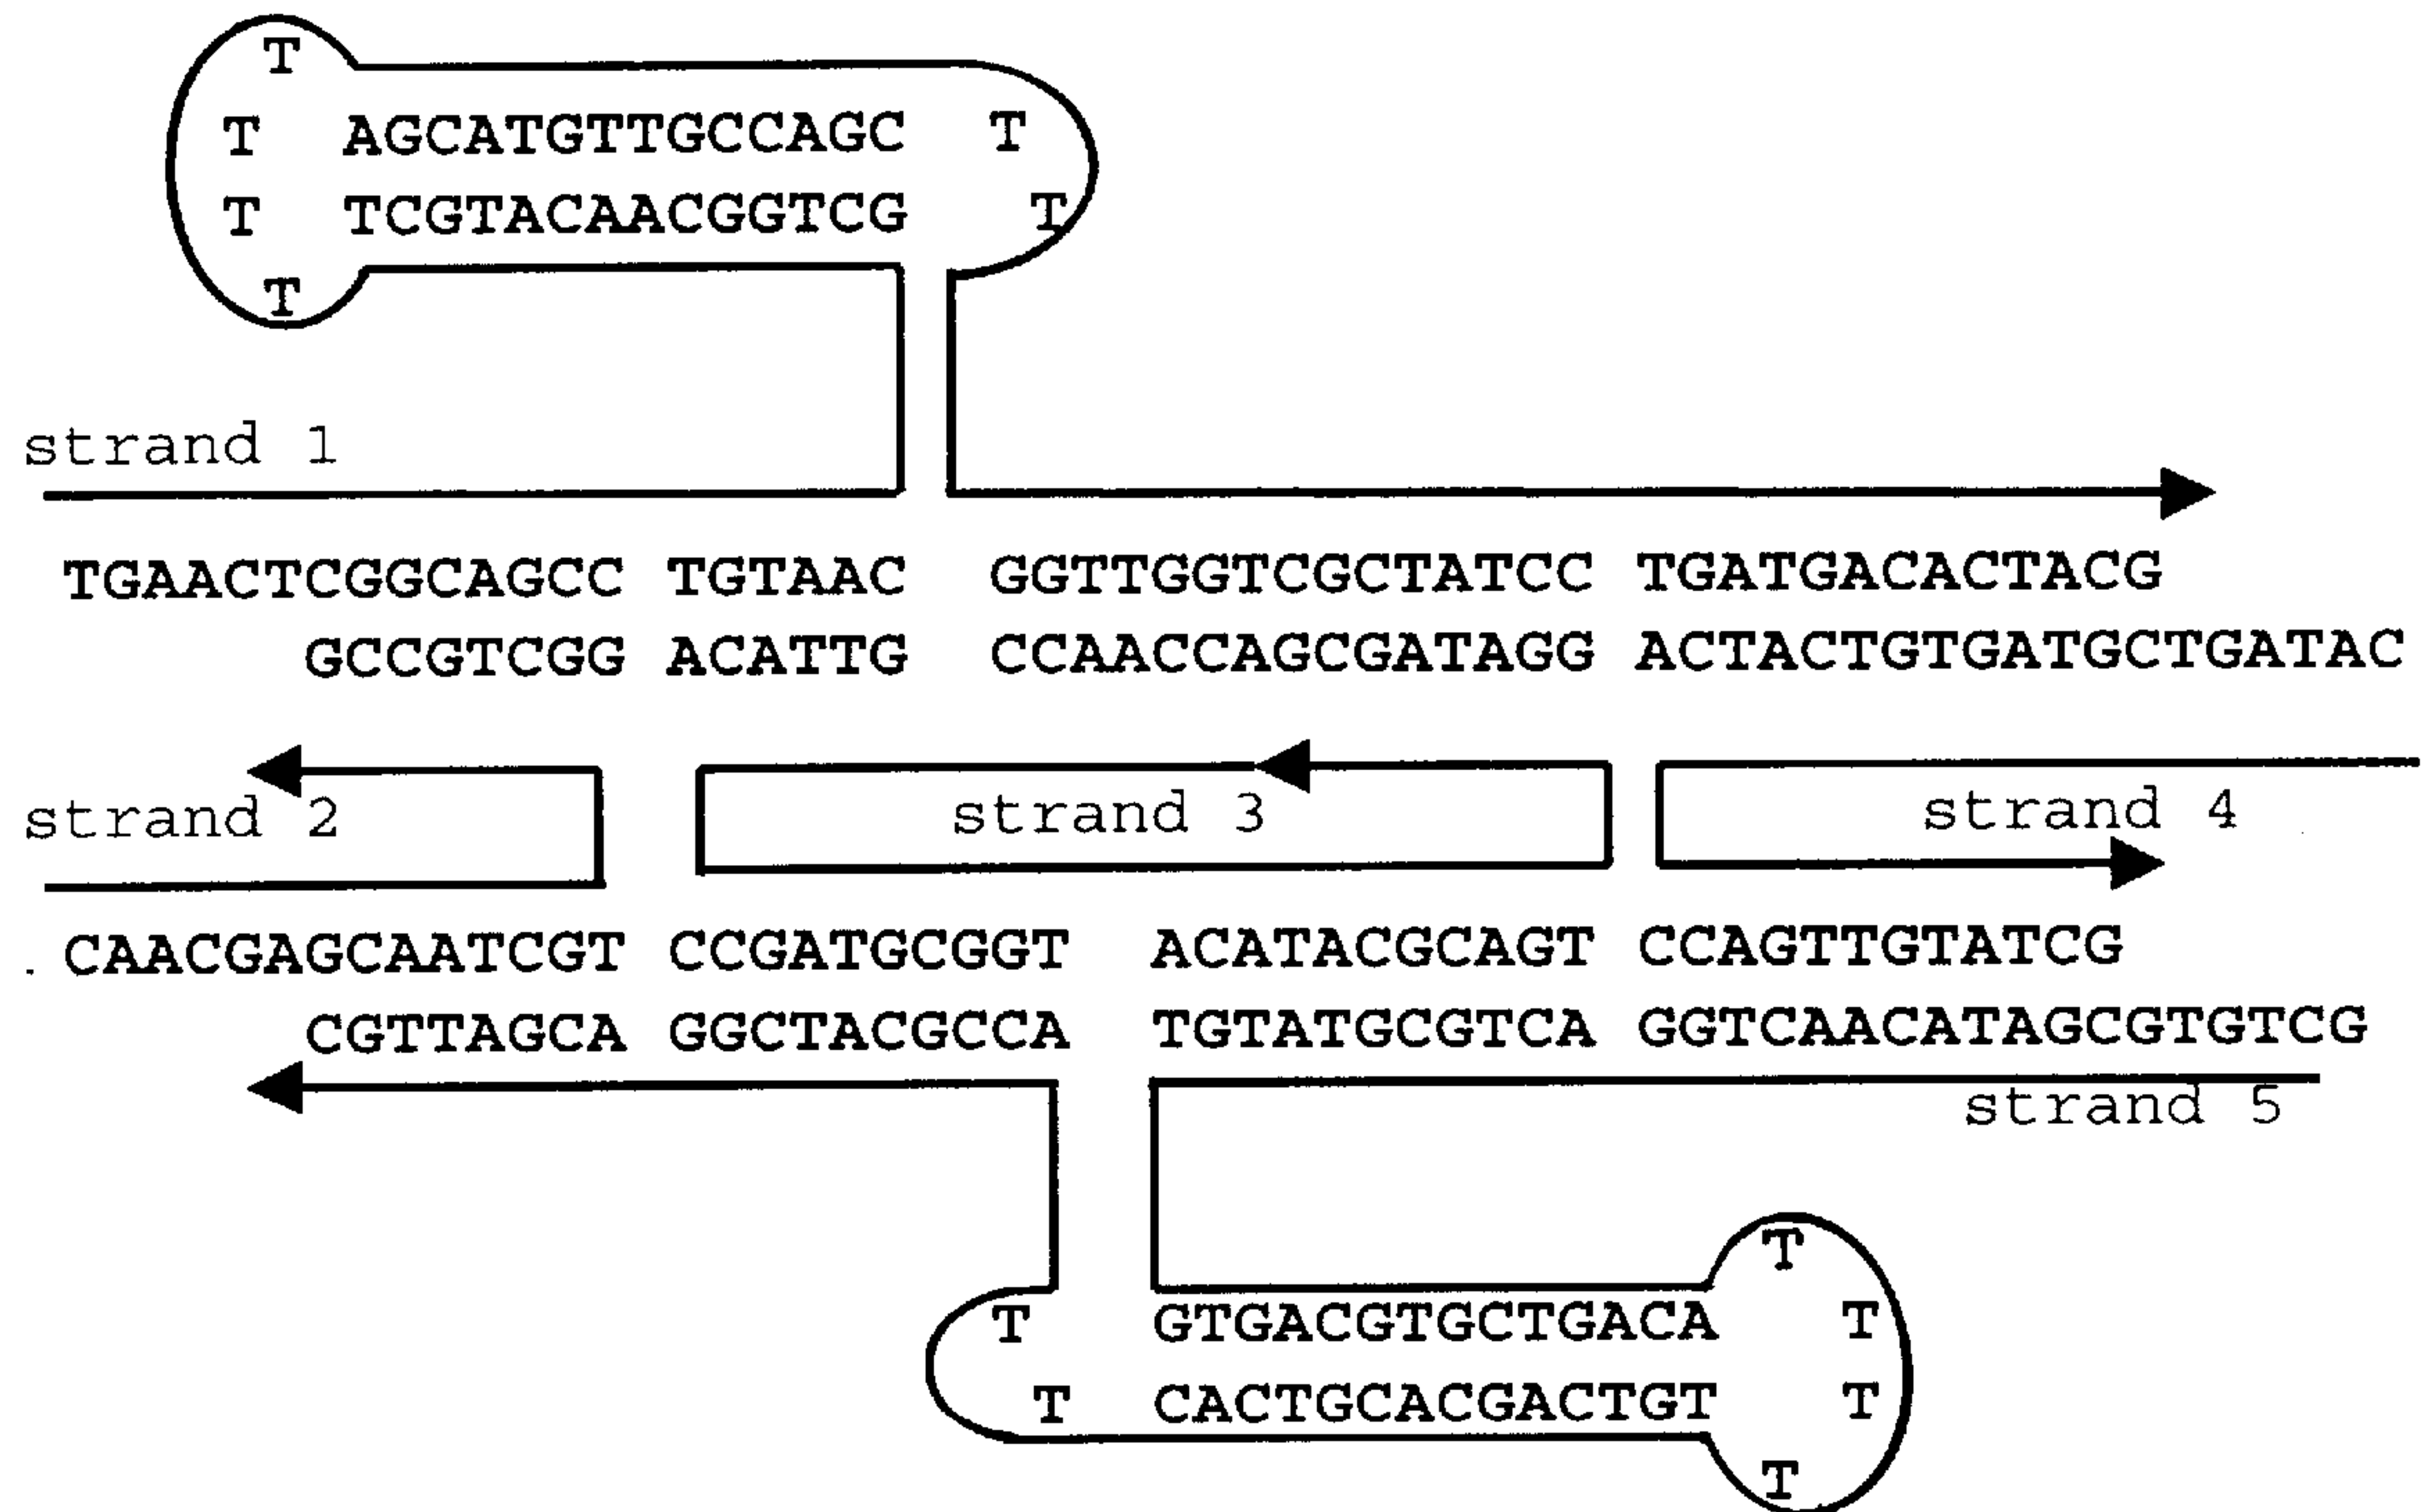 T
T AGCATGTTGCCAGC T
T TCGTACAACGGTCG T
T
strand 1
TGAACTCGGCAGCC TGTAAC GGTTGGTCGCTATCC TGATGACACTACG
GCCGTCGG ACATTG CCAACCAGCGATAGG ACTACTGTGATGCTGATAC
strand 2 strand 3 strand 4
CAACGAGCAATCGT CCGATGCGGT ACATACGCAGT CCAGTTGTATCG
CGTTAGCA GGCTACGCCA TGTATGCGTCA GGTCAACATAGCGTGTCG
strand 5
T
T GTGACGTGCTGACA T
T CACTGCACGACTGT T
T